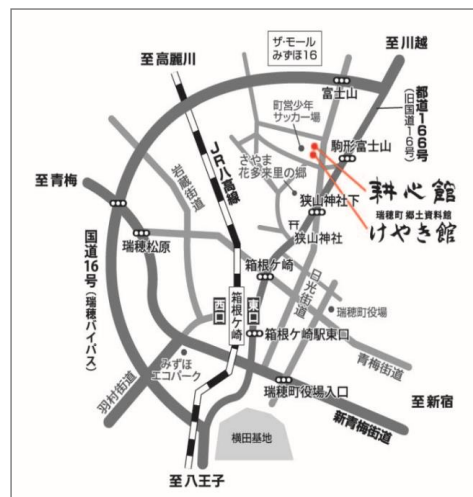 ザ・モール
みずほ16
至川越
至高麗川
富士山
都道166号
(旧国道16号)
町営少年
サッカー場
駒形富士山
JR八高線
さやま
花多来里の郷
岩蔵街道
耕心館
瑞穂町 郷土資料館
けやき館
至青梅
狭山神社下
狭山神社
瑞穂松原
箱根ケ崎
日光街道
国道16号(瑞穂バイパス)
西口
箱根ケ崎
東口
瑞穂町役場
箱根ケ崎駅東口
みずほ
エコパーク
青梅街道
羽村街道
瑞穂町役場入口
至新宿
新青梅街道
横田基地
至八王子